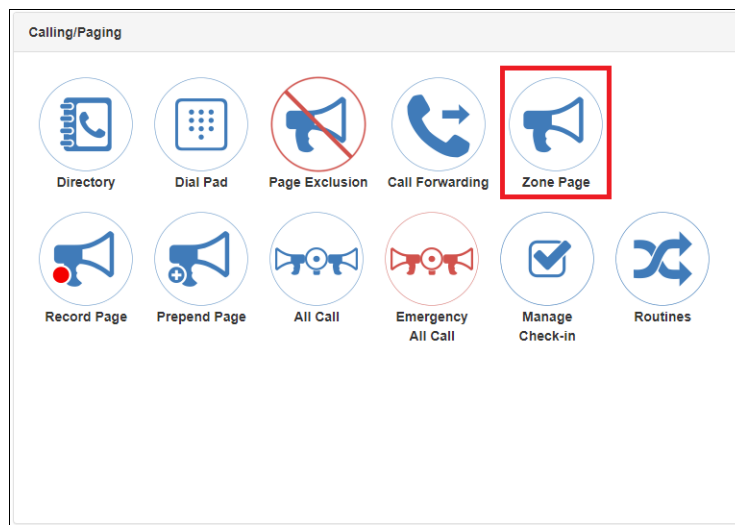 Calling/Paging
Directory
Dial Pad
Page Exclusion
Call Forwarding
Zone Page
Record Page
Prepend Page
All Call
Emergency
All Call
Manage
Check-in
Routines